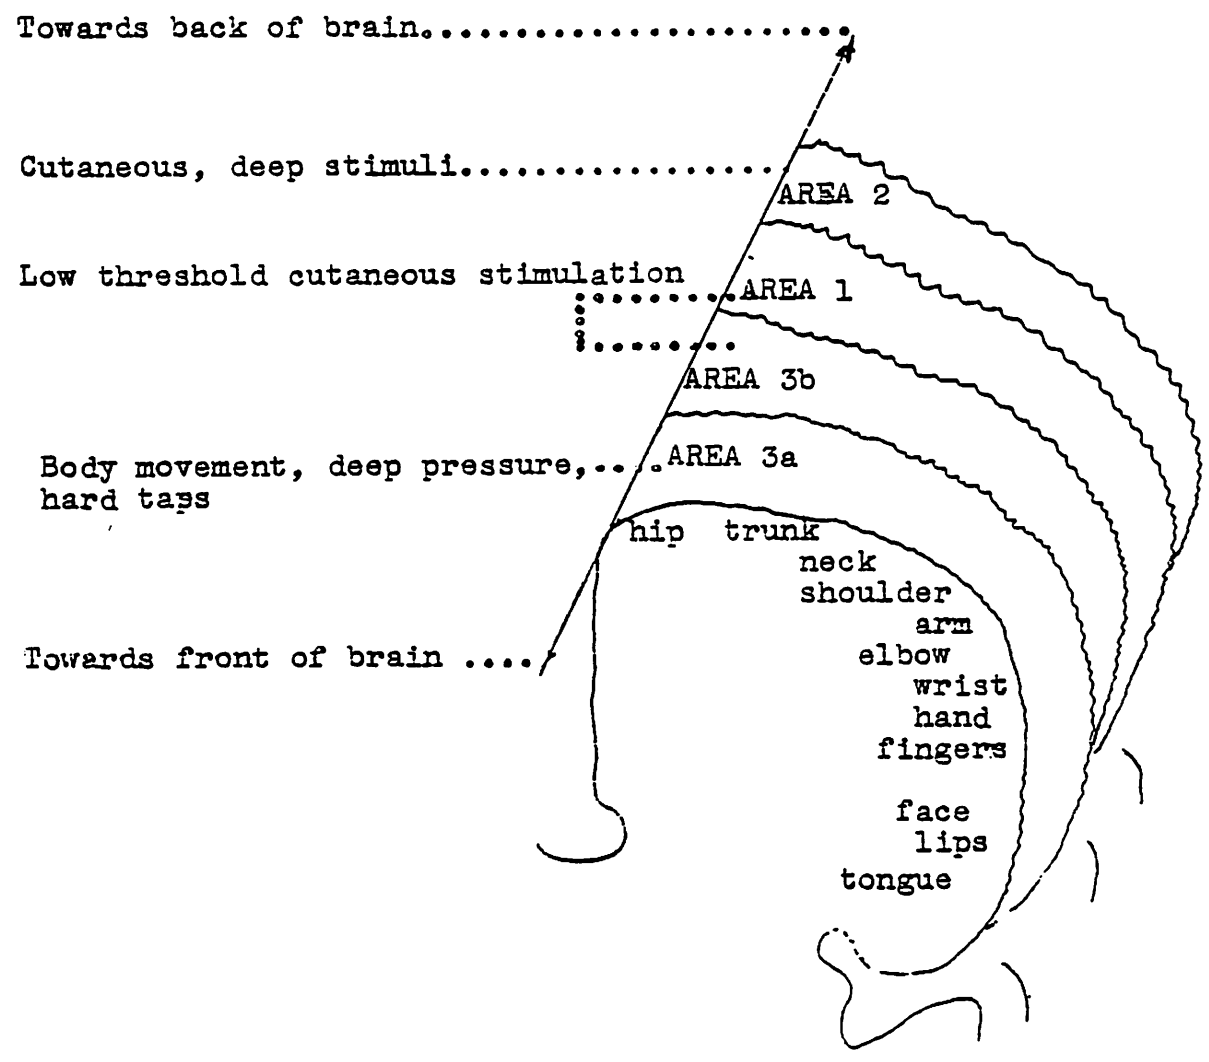 Towards back of brain........................
Cutaneous, deep stimuli.................
AREA 2
Low threshold cutaneous stimulation
AREA 1
AREA 3b
Body movement, deep pressure,....AREA 3a
hard taps
hip trunk
neck
shoulder
arm
elbow
Towards front of brain ....
wrist
hand
fingers
face
lips
tongue